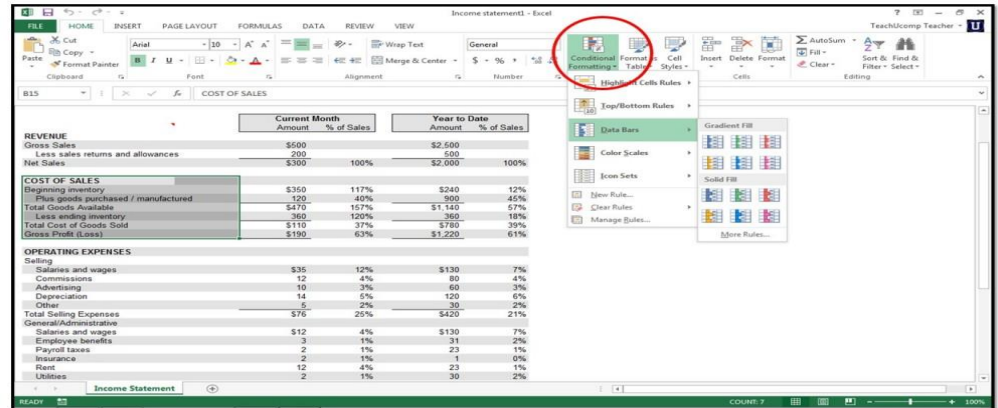 Income statement1 - Excel
FILE HOME INSERT PAGE LAYOUT FORMULAS DATA REVIEW VIEW TeachUcomp Teacher U
Cut
Copy
Format Painter
Paste
Clipboard
Arial 10
B I U
Font
Wrap Text
Merge & Center
Alignment
General
$ % ,
Number
Conditional Formatting
Format as Table
Cell Styles
Insert Delete Format
Cells
AutoSum
Fill
Clear
Sort & Filter
Find & Select
Editing
B15 fx COST OF SALES
Highlight Cells Rules
Top/Bottom Rules
Data Bars
Color Scales
Icon Sets
New Rule...
Clear Rules
Manage Rules...
Gradient Fill
Solid Fill
More Rules...
Current Month Year to Date
Amount % of Sales Amount % of Sales
REVENUE
Gross Sales $500 $2,500
Less sales returns and allowances 200 500
Net Sales $300 100% $2,000 100%
COST OF SALES
Beginning inventory $350 117% $240 12%
Plus goods purchased / manufactured 120 40% 900 45%
Total Goods Available $470 157% $1,140 57%
Less ending inventory 360 120% 360 18%
Total Cost of Goods Sold $110 37% $780 39%
Gross Profit (Loss) $190 63% $1,220 61%
OPERATING EXPENSES
Selling
Salaries and wages $35 12% $130 7%
Commissions 12 4% 80 4%
Advertising 10 3% 60 3%
Depreciation 14 5% 120 6%
Other 5 2% 30 2%
Total Selling Expenses $76 25% $420 21%
General/Administrative
Salaries and wages $12 4% $130 7%
Employee benefits 3 1% 31 2%
Payroll taxes 2 1% 23 1%
Insurance 2 1% 1 0%
Rent 12 4% 23 1%
Utilities 2 1% 30 2%
Income Statement
READY COUNT: 7 100%